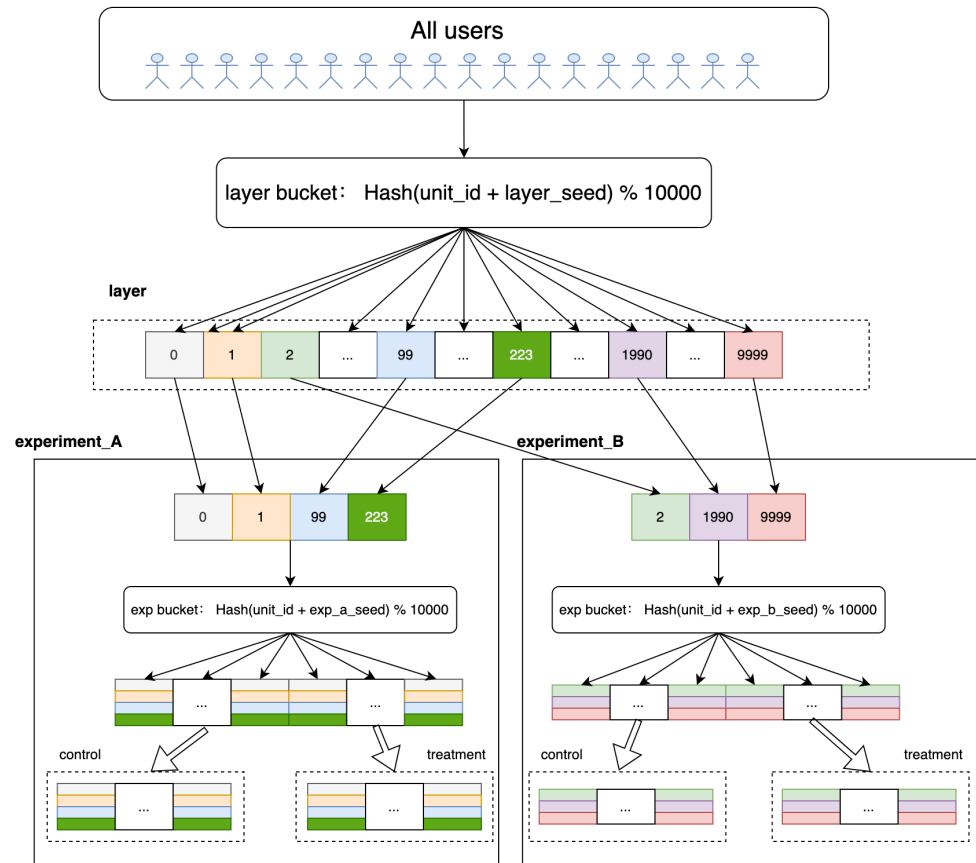 All users
layer bucket： Hash(unit_id + layer_seed) % 10000
layer
0 1 2 ... 99 ... 223 ... 1990 ... 9999
experiment_A
experiment_B
0 1 99 223
2 1990 9999
exp bucket： Hash(unit_id + exp_a_seed) % 10000
exp bucket： Hash(unit_id + exp_b_seed) % 10000
... ...
... ...
control
treatment
control
treatment
...
...
...
...